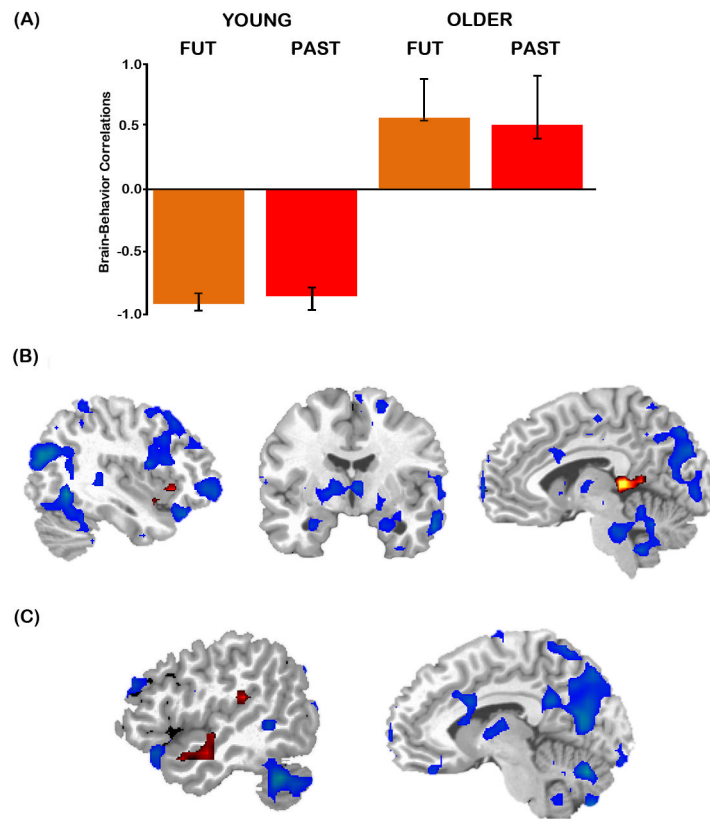 (A)
YOUNG OLDER
FUT PAST FUT PAST
1.0
0.5
0.0
-0.5
-1.0
Brain-Behavior Correlations
(B)
(C)